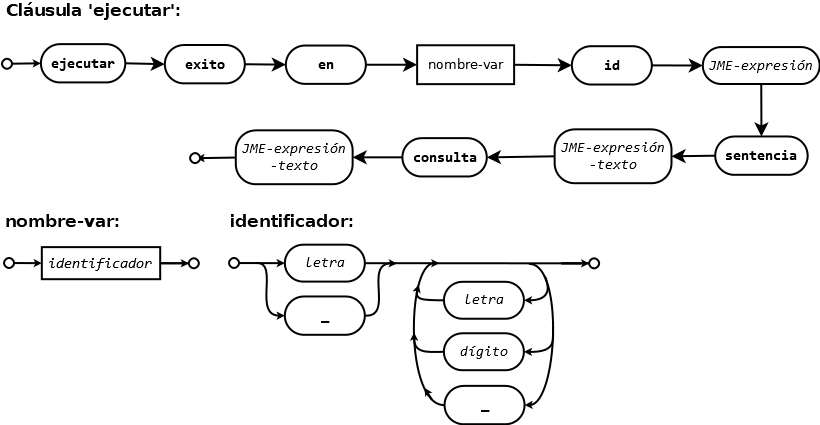 Cláusula 'ejecutar':
ejecutar exito en nombre-var id JME-expresión
JME-expresión
-texto
consulta
JME-expresión
-texto
sentencia
nombre-var: identificador:
identificador letra
_
letra
dígito
_